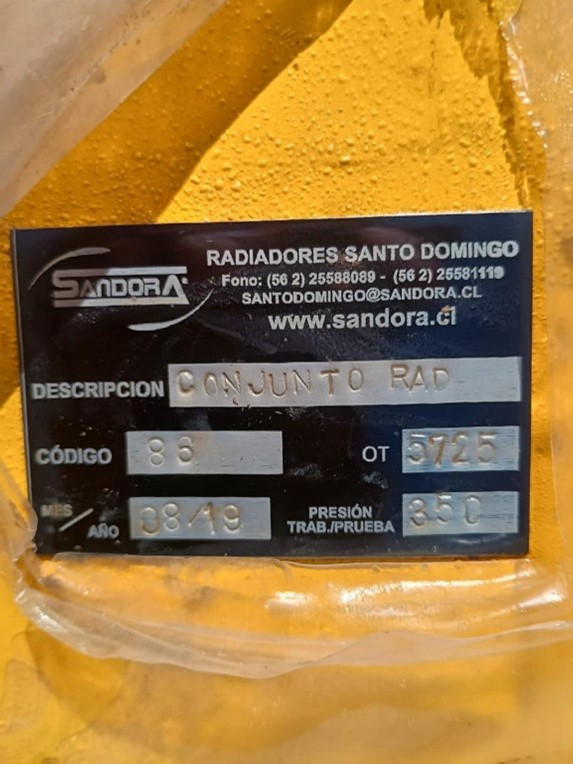 SANDORA
RADIADORES SANTO DOMINGO
Fono: (56 2) 25588089 - (56 2) 25581119
SANTODOMINGO@SANDORA.CL
www.sandora.cl
DESCRIPCION CONJUNTO RAD
CÓDIGO 86 OT 5725
MES/AÑO 08/19 PRESIÓN TRAB./PRUEBA 350